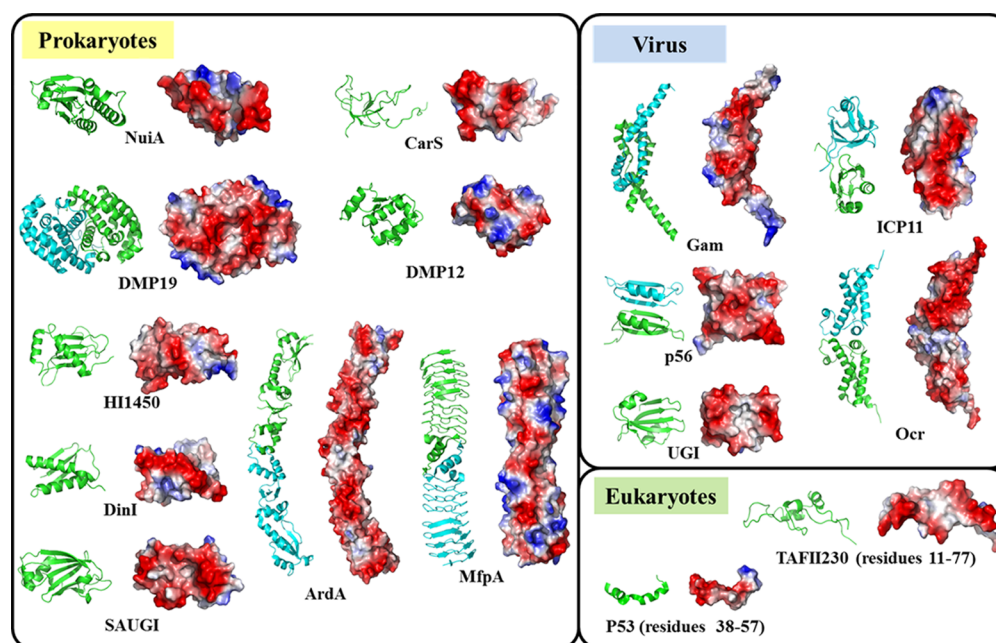 Prokaryotes
NuiA
CarS
DMP19
DMP12
HI1450
DinI
SAUGI
ArdA
MfpA
Virus
Gam
ICP11
p56
UGI
Ocr
Eukaryotes
TAFII230 (residues 11-77)
P53 (residues 38-57)